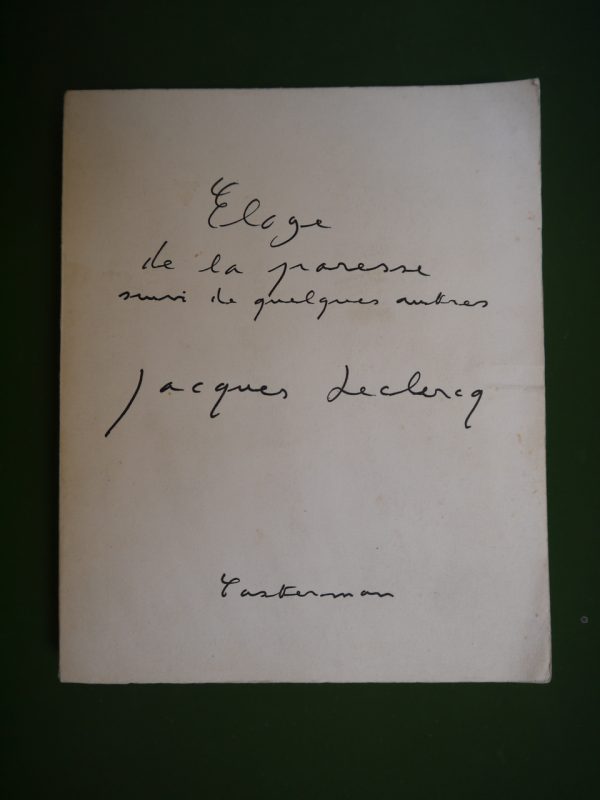 Eloge
de la paresse
suivi de quelques autres
Jacques Leclercq
Casterman